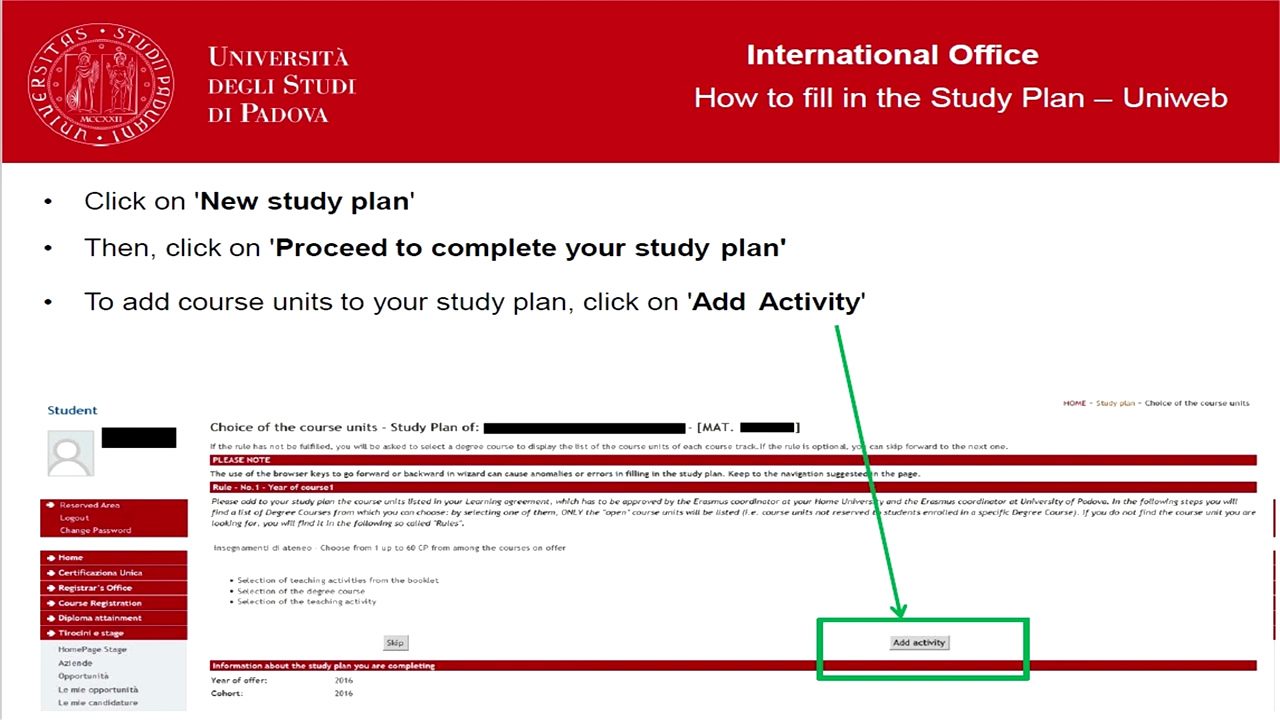 UNIVERSITAS STUDII PADUANI
MCCXXII
UNIVERSITÀ
DEGLI STUDI
DI PADOVA
International Office
How to fill in the Study Plan – Uniweb
• Click on 'New study plan'
• Then, click on 'Proceed to complete your study plan'
• To add course units to your study plan, click on 'Add Activity'
HOME - Study plan - Choice of the course units
Student
Choice of the course units - Study Plan of: - [MAT. ]
If the rule has not be fulfilled, you will be asked to select a degree course to display the list of the course units of each course track.If the rule is optional, you can skip forward to the next one.
PLEASE NOTE
The use of the browser keys to go forward or backward in wizard can cause anomalies or errors in filling in the study plan. Keep to the navigation suggested in the page.
Rule - No.1 - Year of course1
Please add to your study plan the course units listed in your Learning agreement, which has to be approved by the Erasmus coordinator at your Home University and the Erasmus coordinator at University of Padova. In the following steps you will
find a list of Degree Courses from which you can choose: by selecting one of them, ONLY the "open" course units will be listed (i.e. course units not reserved to students enrolled in a specific Degree Course). If you do not find the course unit you are
looking for, you will find it in the following so called "Rules".
Insegnamenti di ateneo - Choose from 1 up to 60 CP from among the courses on offer
• Selection of teaching activities from the booklet
• Selection of the degree course
• Selection of the teaching activity
Skip
Add activity
Information about the study plan you are completing
Year of offer: 2016
Cohort: 2016
Reserved Area
Logout
Change Password
Home
Certificaziona Unica
Registrar's Office
Course Registration
Diploma attainment
Tirocini e stage
HomePage Stage
Aziende
Opportunità
Le mie opportunità
Le mie candidature